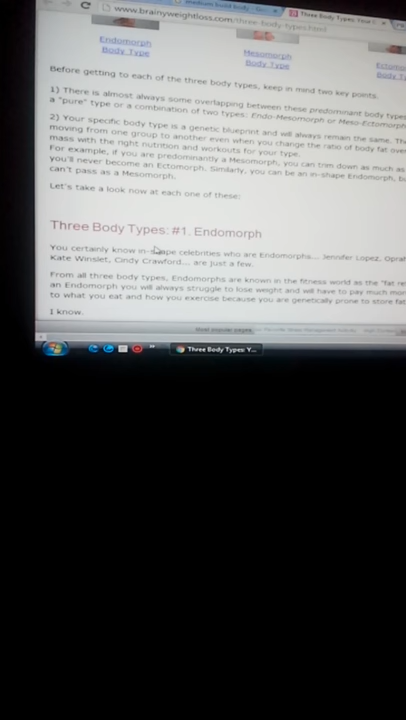 www.brainyweightloss.com/three-body-types.html
Three Body Types: Your
Endomorph
Body Type
Mesomorph
Body Type
Before getting to each of the three body types, keep in mind two key points.
1) There is almost always some overlapping between these predominant body types
a "pure" type or a combination of two types: Endo-Mesomorph or Meso-Ectomorph
2) Your specific body type is a genetic blueprint and will always remain the same. Th
moving from one group to another even when you change the ratio of body fat over
mass with the right nutrition and workouts for your type.
For example, if you are predominantly a Mesomorph, you can trim down as much as
you'll never become an Ectomorph. Similarly, you can be an in-shape Endomorph, bu
can't pass as a Mesomorph.
Let's take a look now at each one of these:
Three Body Types: #1. Endomorph
You certainly know in-shape celebrities who are Endomorphs... Jennifer Lopez, Oprah
Kate Winslet, Cindy Crawford... are just a few.
From all three body types, Endomorphs are known in the fitness world as the "fat re
an Endomorph you will always struggle to lose weight and will have to pay much mor
to what you eat and how you exercise because you are genetically prone to store fat
I know.
Most popular pages
Three Body Types: Y...